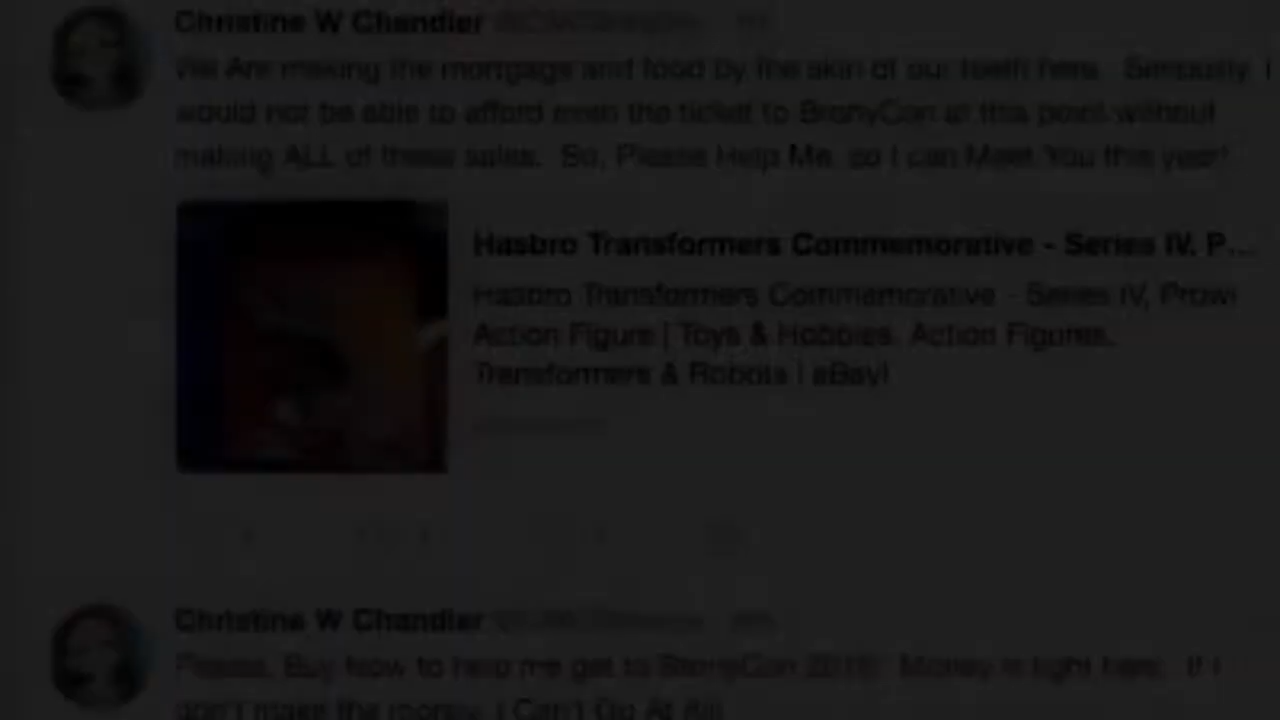 Christine W Chandler
We Are making the mortgage and food by the skin of our teeth here. Seriously, I
would not be able to afford even the ticket to BronyCon at this point without
making ALL of these sales. So, Please Help Me, so I can Meet You this year!
Hasbro Transformers Commemorative - Series IV, P...
Hasbro Transformers Commemorative - Series IV, Prowl
Action Figure | Toys & Hobbies, Action Figures,
Transformers & Robots | eBay!
Christine W Chandler
Please, Buy Now to help me get to BronyCon Money is tight here. If I
don't make the money, I Can't Go At All.